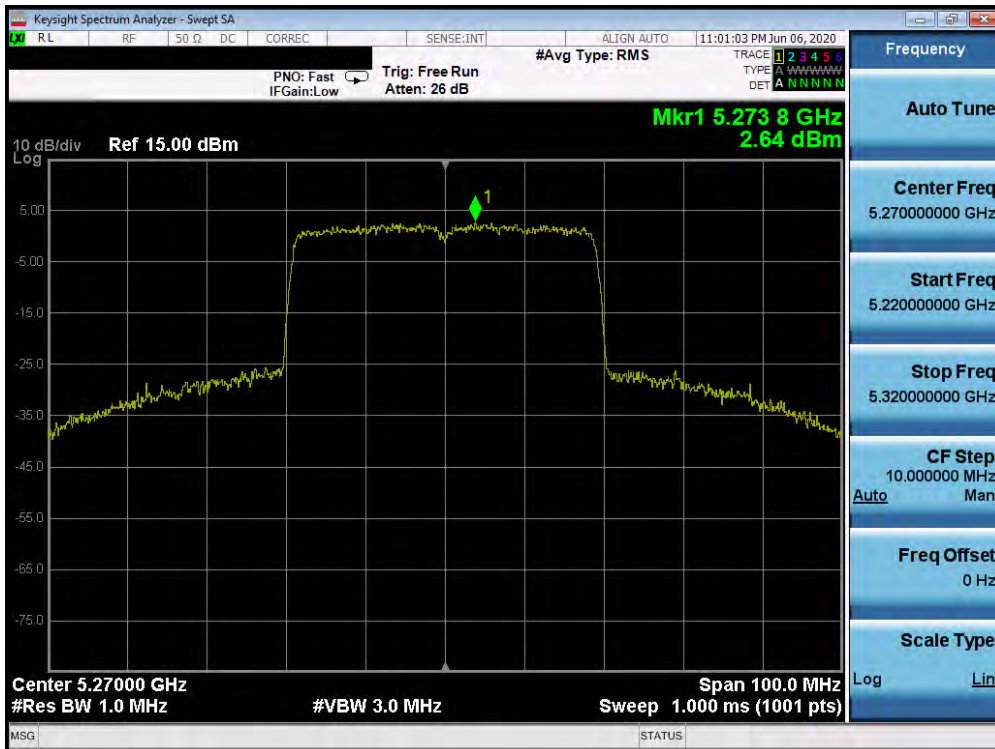 Keysight Spectrum Analyzer - Swept SA
LXI RL RF 50 Ω DC CORREC SENSE:INT ALIGN AUTO 11:01:03 PM Jun 06, 2020
#Avg Type: RMS
TRACE 1 2 3 4 5 6
TYPE A WWWWW
DET A N N N N N
PNO: Fast
IFGain:Low
Trig: Free Run
Atten: 26 dB
Mkr1 5.273 8 GHz
2.64 dBm
10 dB/div
Log
Ref 15.00 dBm
1
5.00
-5.00
-15.0
-25.0
-35.0
-45.0
-55.0
-65.0
-75.0
Center 5.27000 GHz
Span 100.0 MHz
#Res BW 1.0 MHz
#VBW 3.0 MHz
Sweep 1.000 ms (1001 pts)
MSG
STATUS
Frequency
Auto Tune
Center Freq
5.270000000 GHz
Start Freq
5.220000000 GHz
Stop Freq
5.320000000 GHz
CF Step
10.000000 MHz
Auto Man
Freq Offset
0 Hz
Scale Type
Log Lin